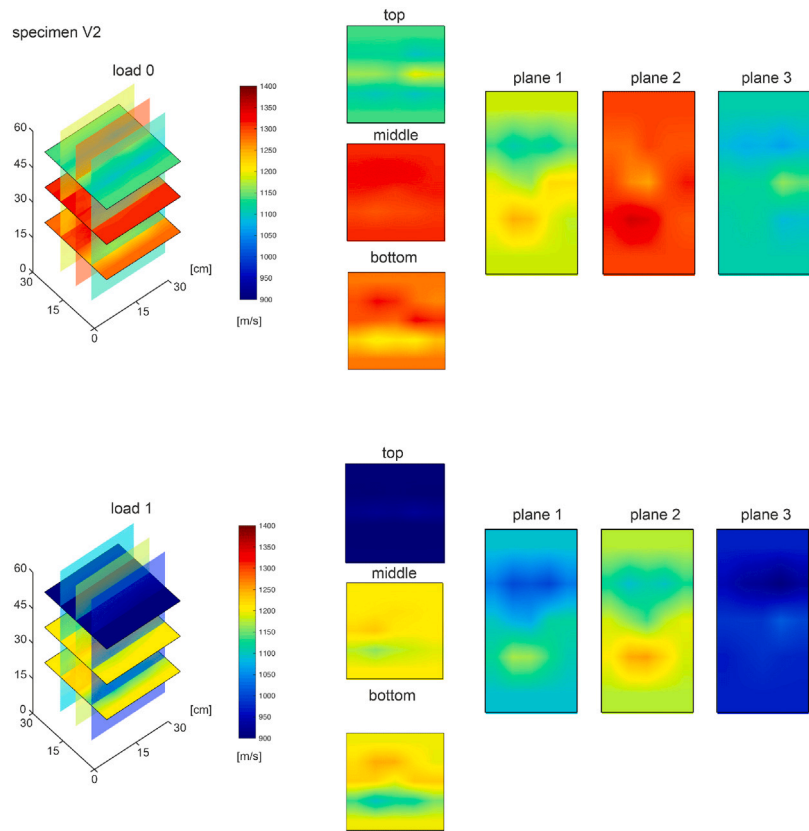 specimen V2
load 0
60
45
30
15
0
30
15
0
15
30
[cm]
1400
1350
1300
1250
1200
1150
1100
1050
1000
950
900
[m/s]
top
middle
bottom
plane 1
plane 2
plane 3
load 1
60
45
30
15
0
30
15
0
15
30
[cm]
1400
1350
1300
1250
1200
1150
1100
1050
1000
950
900
[m/s]
top
middle
bottom
plane 1
plane 2
plane 3